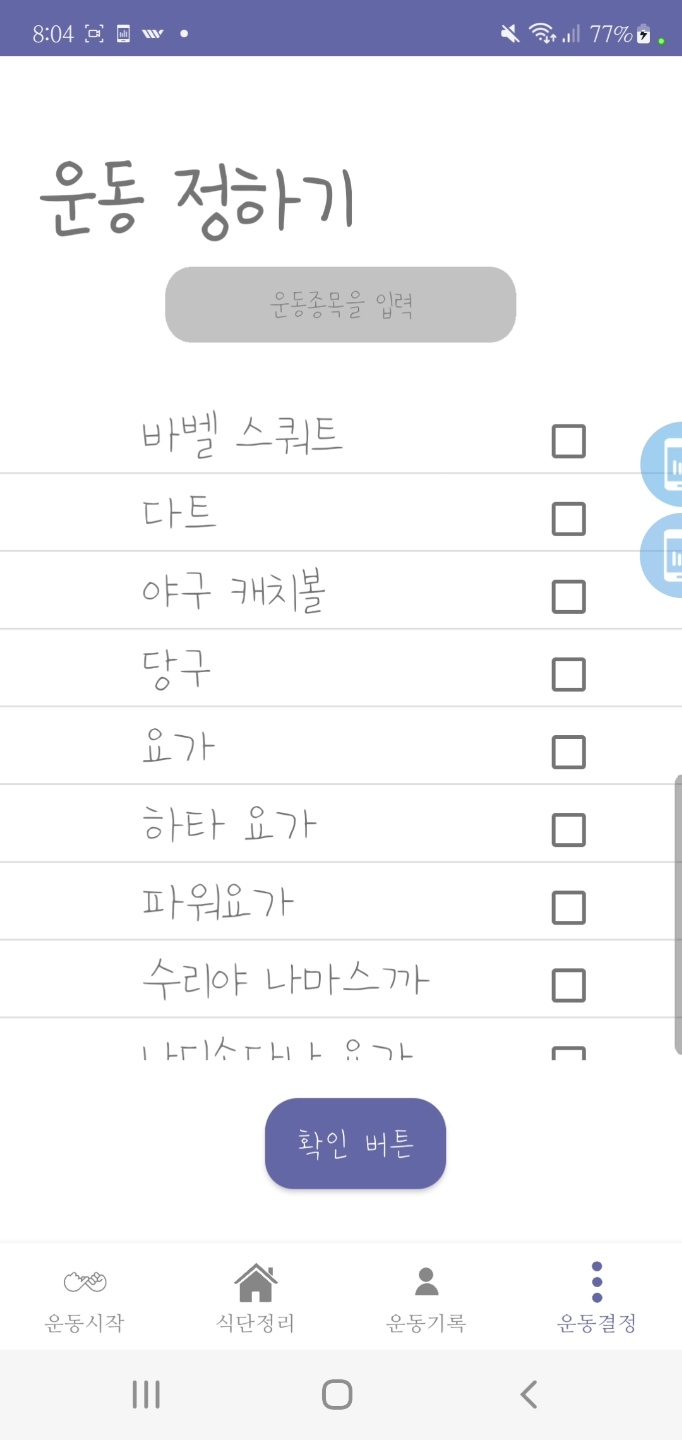 8:04 77%
운동 정하기
운동종목을 입력
바벨 스쿼트
다트
야구 캐치볼
당구
요가
하타 요가
파워요가
수리야 나마스까
요가
확인 버튼
운동시작 식단정리 운동기록 운동결정